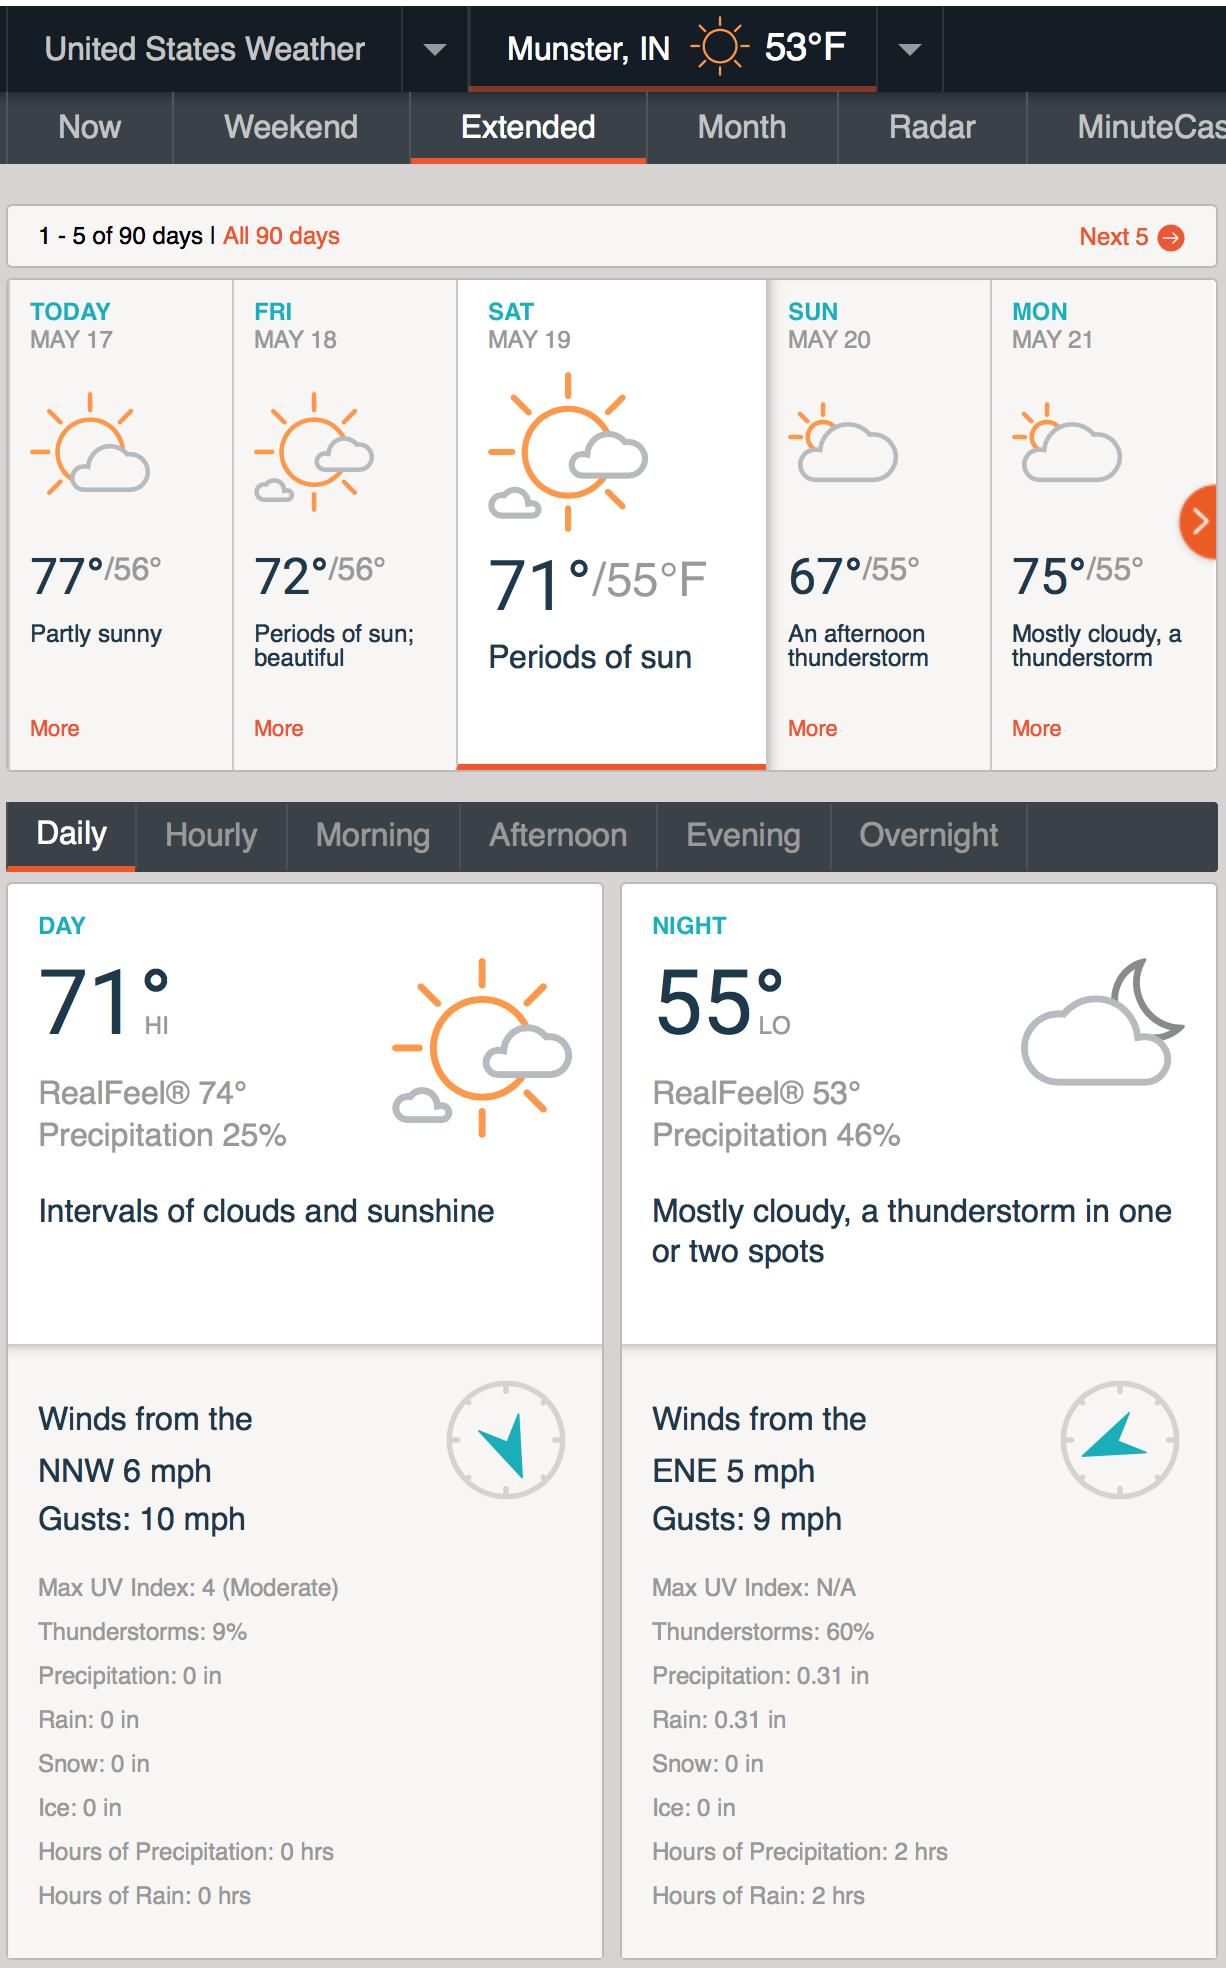 United States Weather
Munster, IN 53°F
Now Weekend Extended Month Radar MinuteCas
1 - 5 of 90 days | All 90 days Next 5
TODAY
MAY 17
77°/56°
Partly sunny
More
FRI
MAY 18
72°/56°
Periods of sun;
beautiful
More
SAT
MAY 19
71°/55°F
Periods of sun
SUN
MAY 20
67°/55°
An afternoon
thunderstorm
More
MON
MAY 21
75°/55°
Mostly cloudy, a
thunderstorm
More
Daily Hourly Morning Afternoon Evening Overnight
DAY
71° HI
RealFeel® 74°
Precipitation 25%
Intervals of clouds and sunshine
Winds from the
NNW 6 mph
Gusts: 10 mph
Max UV Index: 4 (Moderate)
Thunderstorms: 9%
Precipitation: 0 in
Rain: 0 in
Snow: 0 in
Ice: 0 in
Hours of Precipitation: 0 hrs
Hours of Rain: 0 hrs
NIGHT
55° LO
RealFeel® 53°
Precipitation 46%
Mostly cloudy, a thunderstorm in one
or two spots
Winds from the
ENE 5 mph
Gusts: 9 mph
Max UV Index: N/A
Thunderstorms: 60%
Precipitation: 0.31 in
Rain: 0.31 in
Snow: 0 in
Ice: 0 in
Hours of Precipitation: 2 hrs
Hours of Rain: 2 hrs